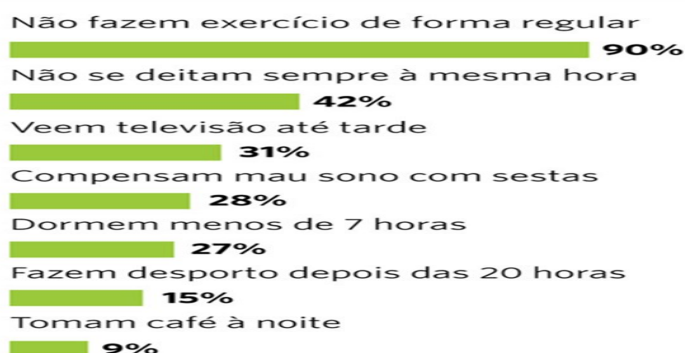 Não fazem exercício de forma regular
90%
Não se deitam sempre à mesma hora
42%
Veem televisão até tarde
31%
Compensam mau sono com sestas
28%
Dormem menos de 7 horas
27%
Fazem desporto depois das 20 horas
15%
Tomam café à noite
9%